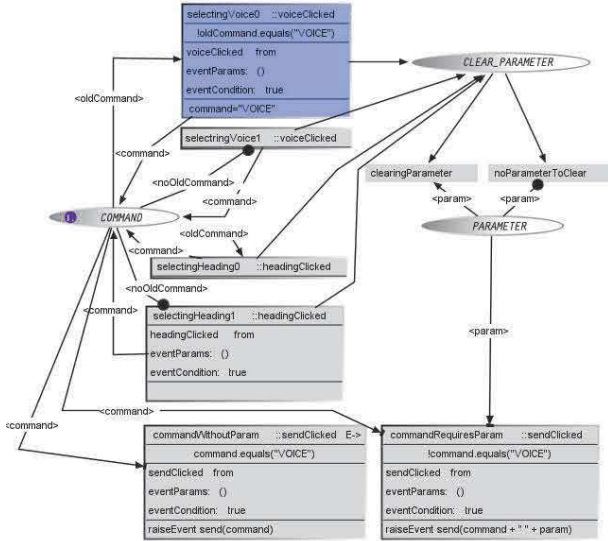 selectingVoice0 ::voiceClicked
!oldCommand.equals("VOICE")
voiceClicked from
eventParams: ()
eventCondition: true
command="VOICE"
CLEAR_PARAMETER
<oldCommand>
selectringVoice1 ::voiceClicked
<command>
<noOldCommand>
<command>
clearingParameter
noParameterToClear
<param>
<param>
COMMAND
PARAMETER
<oldCommand>
<command>
selectingHeading0 ::headingClicked
<noOldCommand>
<command>
selectingHeading1 ::headingClicked
headingClicked from
eventParams: ()
eventCondition: true
<param>
<command>
<command>
commandWithoutParam ::sendClicked E->
command.equals("VOICE")
sendClicked from
eventParams: ()
eventCondition: true
raiseEvent send(command)
commandRequiresParam ::sendClicked
!command.equals("VOICE")
sendClicked from
eventParams: ()
eventCondition: true
raiseEvent send(command + " " + param)